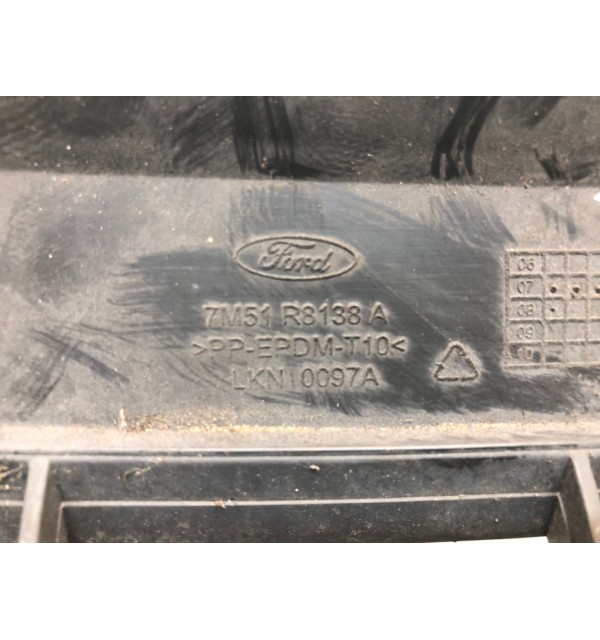 Ford
7M51 R8138 A
>PP-EPDM-T10<
LKN 0097A
06
07
08
09
10